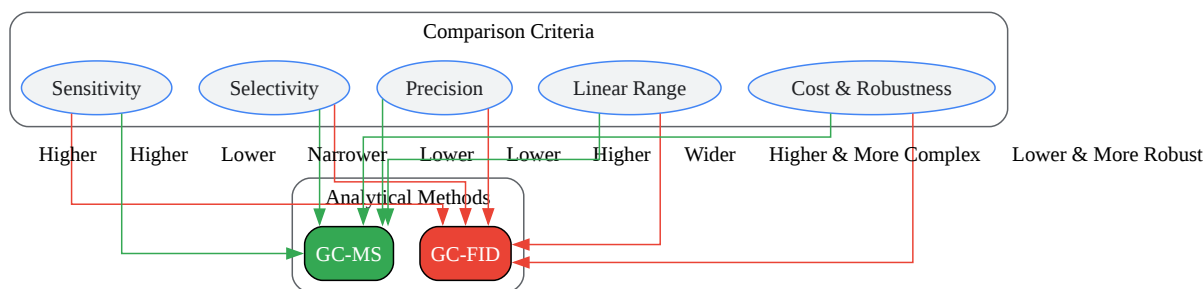 Comparison Criteria
Sensitivity
Selectivity
Precision
Linear Range
Cost & Robustness
Higher
Higher
Lower
Narrower
Lower
Lower
Higher
Wider
Higher & More Complex
Lower & More Robust
Analytical Methods
GC-MS
GC-FID